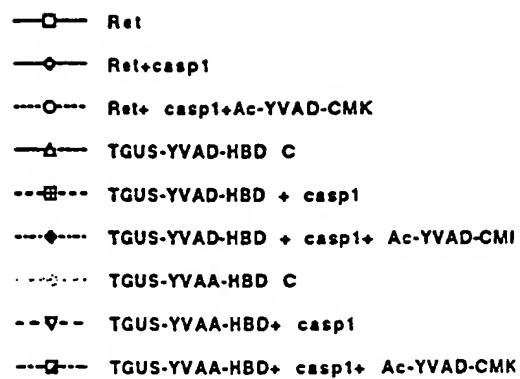 Ret
Ret+casp1
Ret+ casp1+Ac-YVAD-CMK
TGUS-YVAD-HBD C
TGUS-YVAD-HBD + casp1
TGUS-YVAD-HBD + casp1+ Ac-YVAD-CMI
TGUS-YVAA-HBD C
TGUS-YVAA-HBD+ casp1
TGUS-YVAA-HBD+ casp1+ Ac-YVAD-CMK